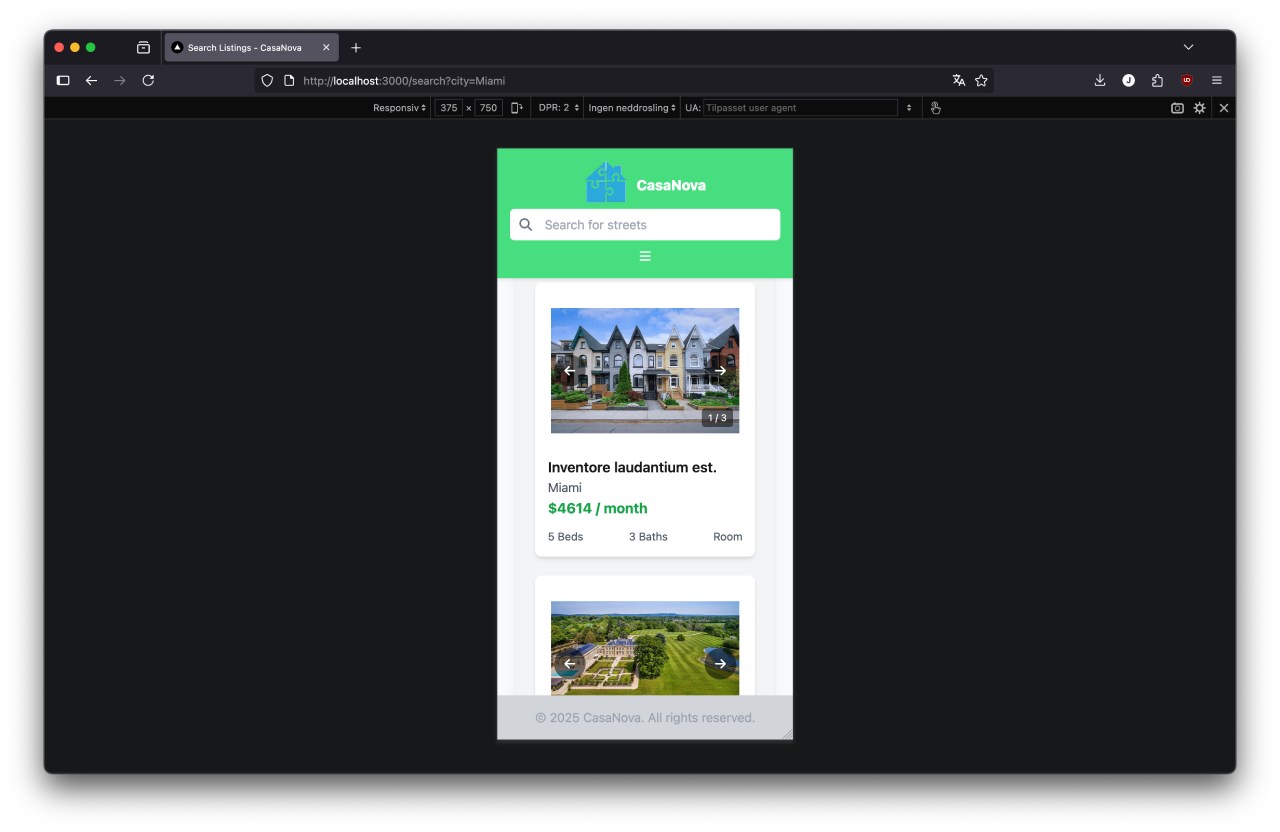 Search Listings - CasaNova
http://localhost:3000/search?city=Miami
J
UD
Responsiv
375 × 750
DPR: 2
Ingen neddrosling
UA: Tilpasset user agent
CasaNova
Search for streets
1 / 3
Inventore laudantium est.
Miami
$4614 / month
5 Beds 3 Baths Room
© 2025 CasaNova. All rights reserved.